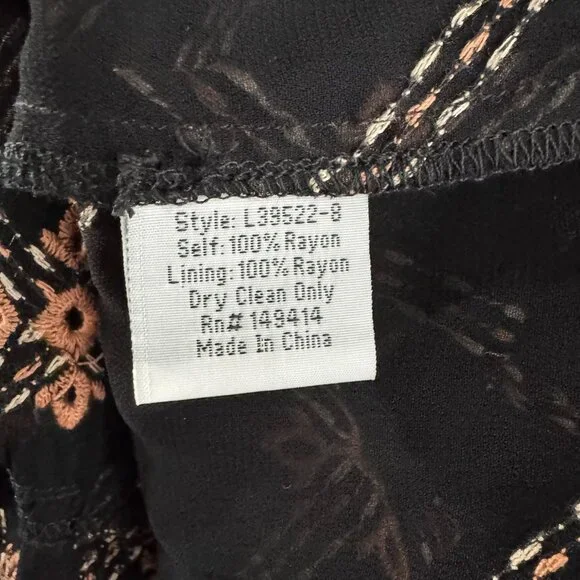 Style: L39522-8
Self: 100% Rayon
Lining: 100% Rayon
Dry Clean Only
Rn# 149414
Made In China